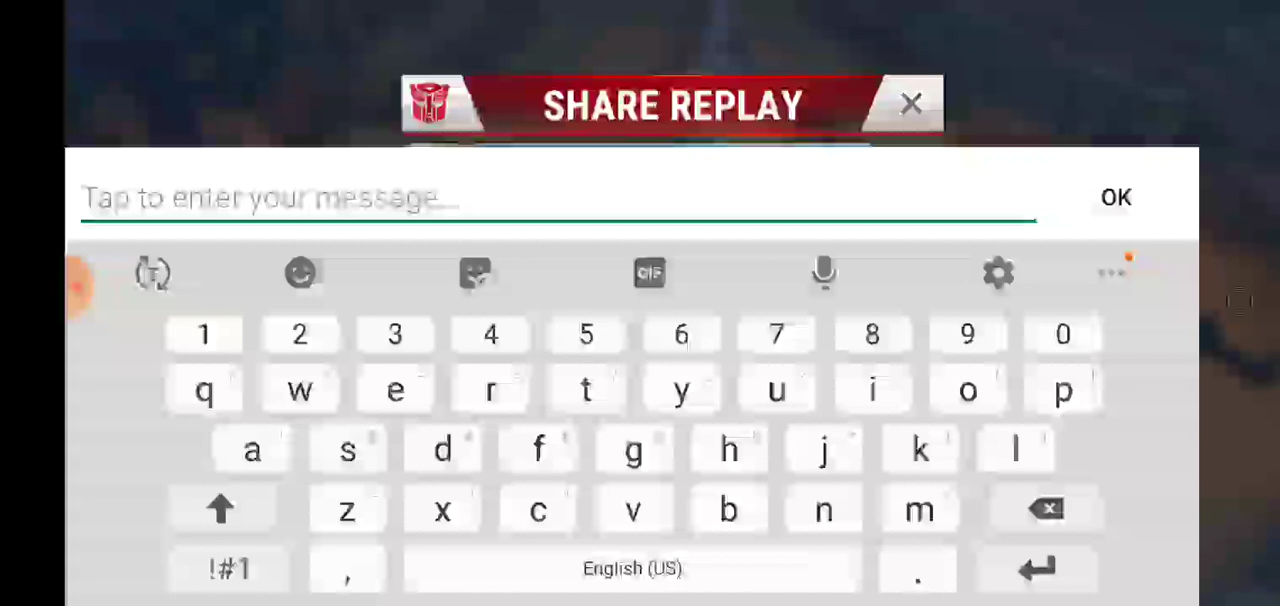 SHARE REPLAY
Tap to enter your message...
OK
GIF
1 2 3 4 5 6 7 8 9 0
q w e r t y u i o p
a s d f g h j k l
z x c v b n m
!#1 , English (US) .